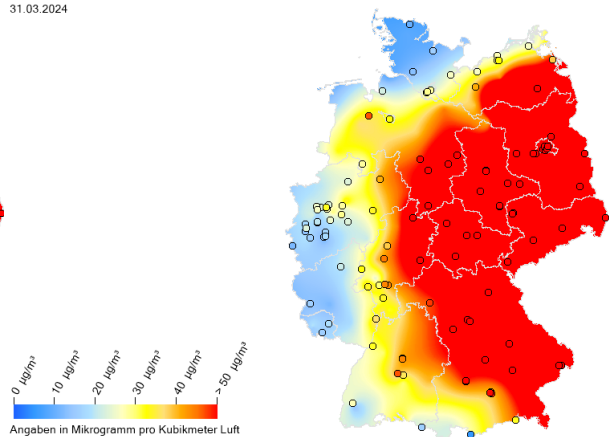 31.03.2024
0 µg/m³
10 µg/m³
20 µg/m³
30 µg/m³
40 µg/m³
> 50 µg/m³
Angaben in Mikrogramm pro Kubikmeter Luft